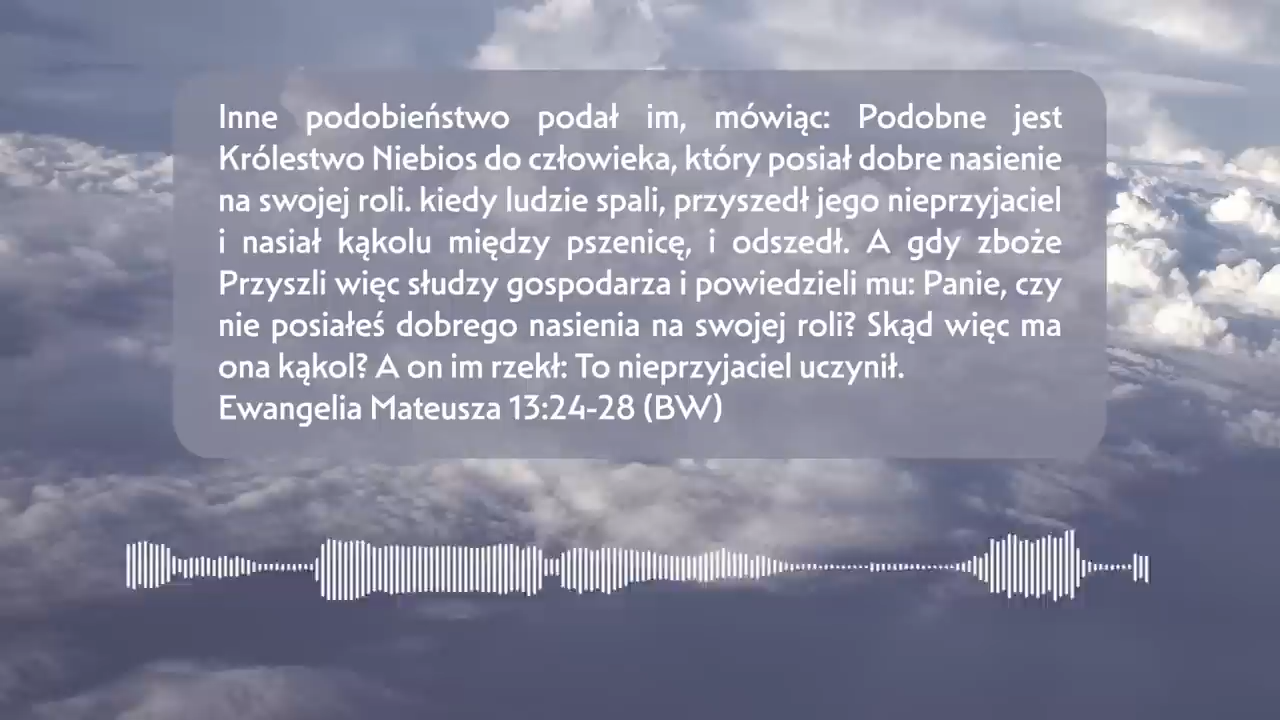 Inne podobieństwo podał im, mówiąc: Podobne jest
Królestwo Niebios do człowieka, który posiał dobre nasienie
na swojej roli. kiedy ludzie spali, przyszedł jego nieprzyjaciel
i nasiał kąkolu między pszenicę, i odszedł. A gdy zboże
Przyszli więc słudzy gospodarza i powiedzieli mu: Panie, czy
nie posiałeś dobrego nasienia na swojej roli? Skąd więc ma
ona kąkol? A on im rzekł: To nieprzyjaciel uczynił.
Ewangelia Mateusza 13:24-28 (BW)